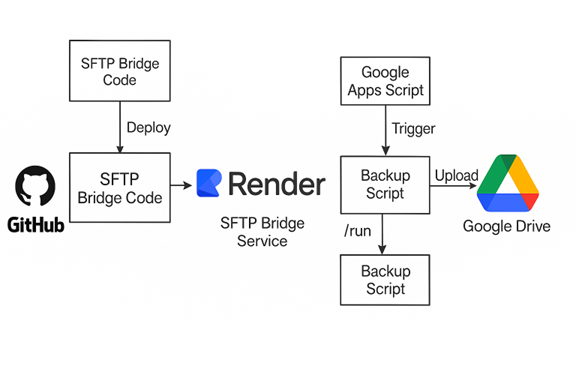 SFTP Bridge
Code
Deploy
GitHub
SFTP
Bridge Code
Render
SFTP Bridge
Service
Google
Apps Script
Trigger
Backup
Script
Upload
Google Drive
/run
Backup
Script